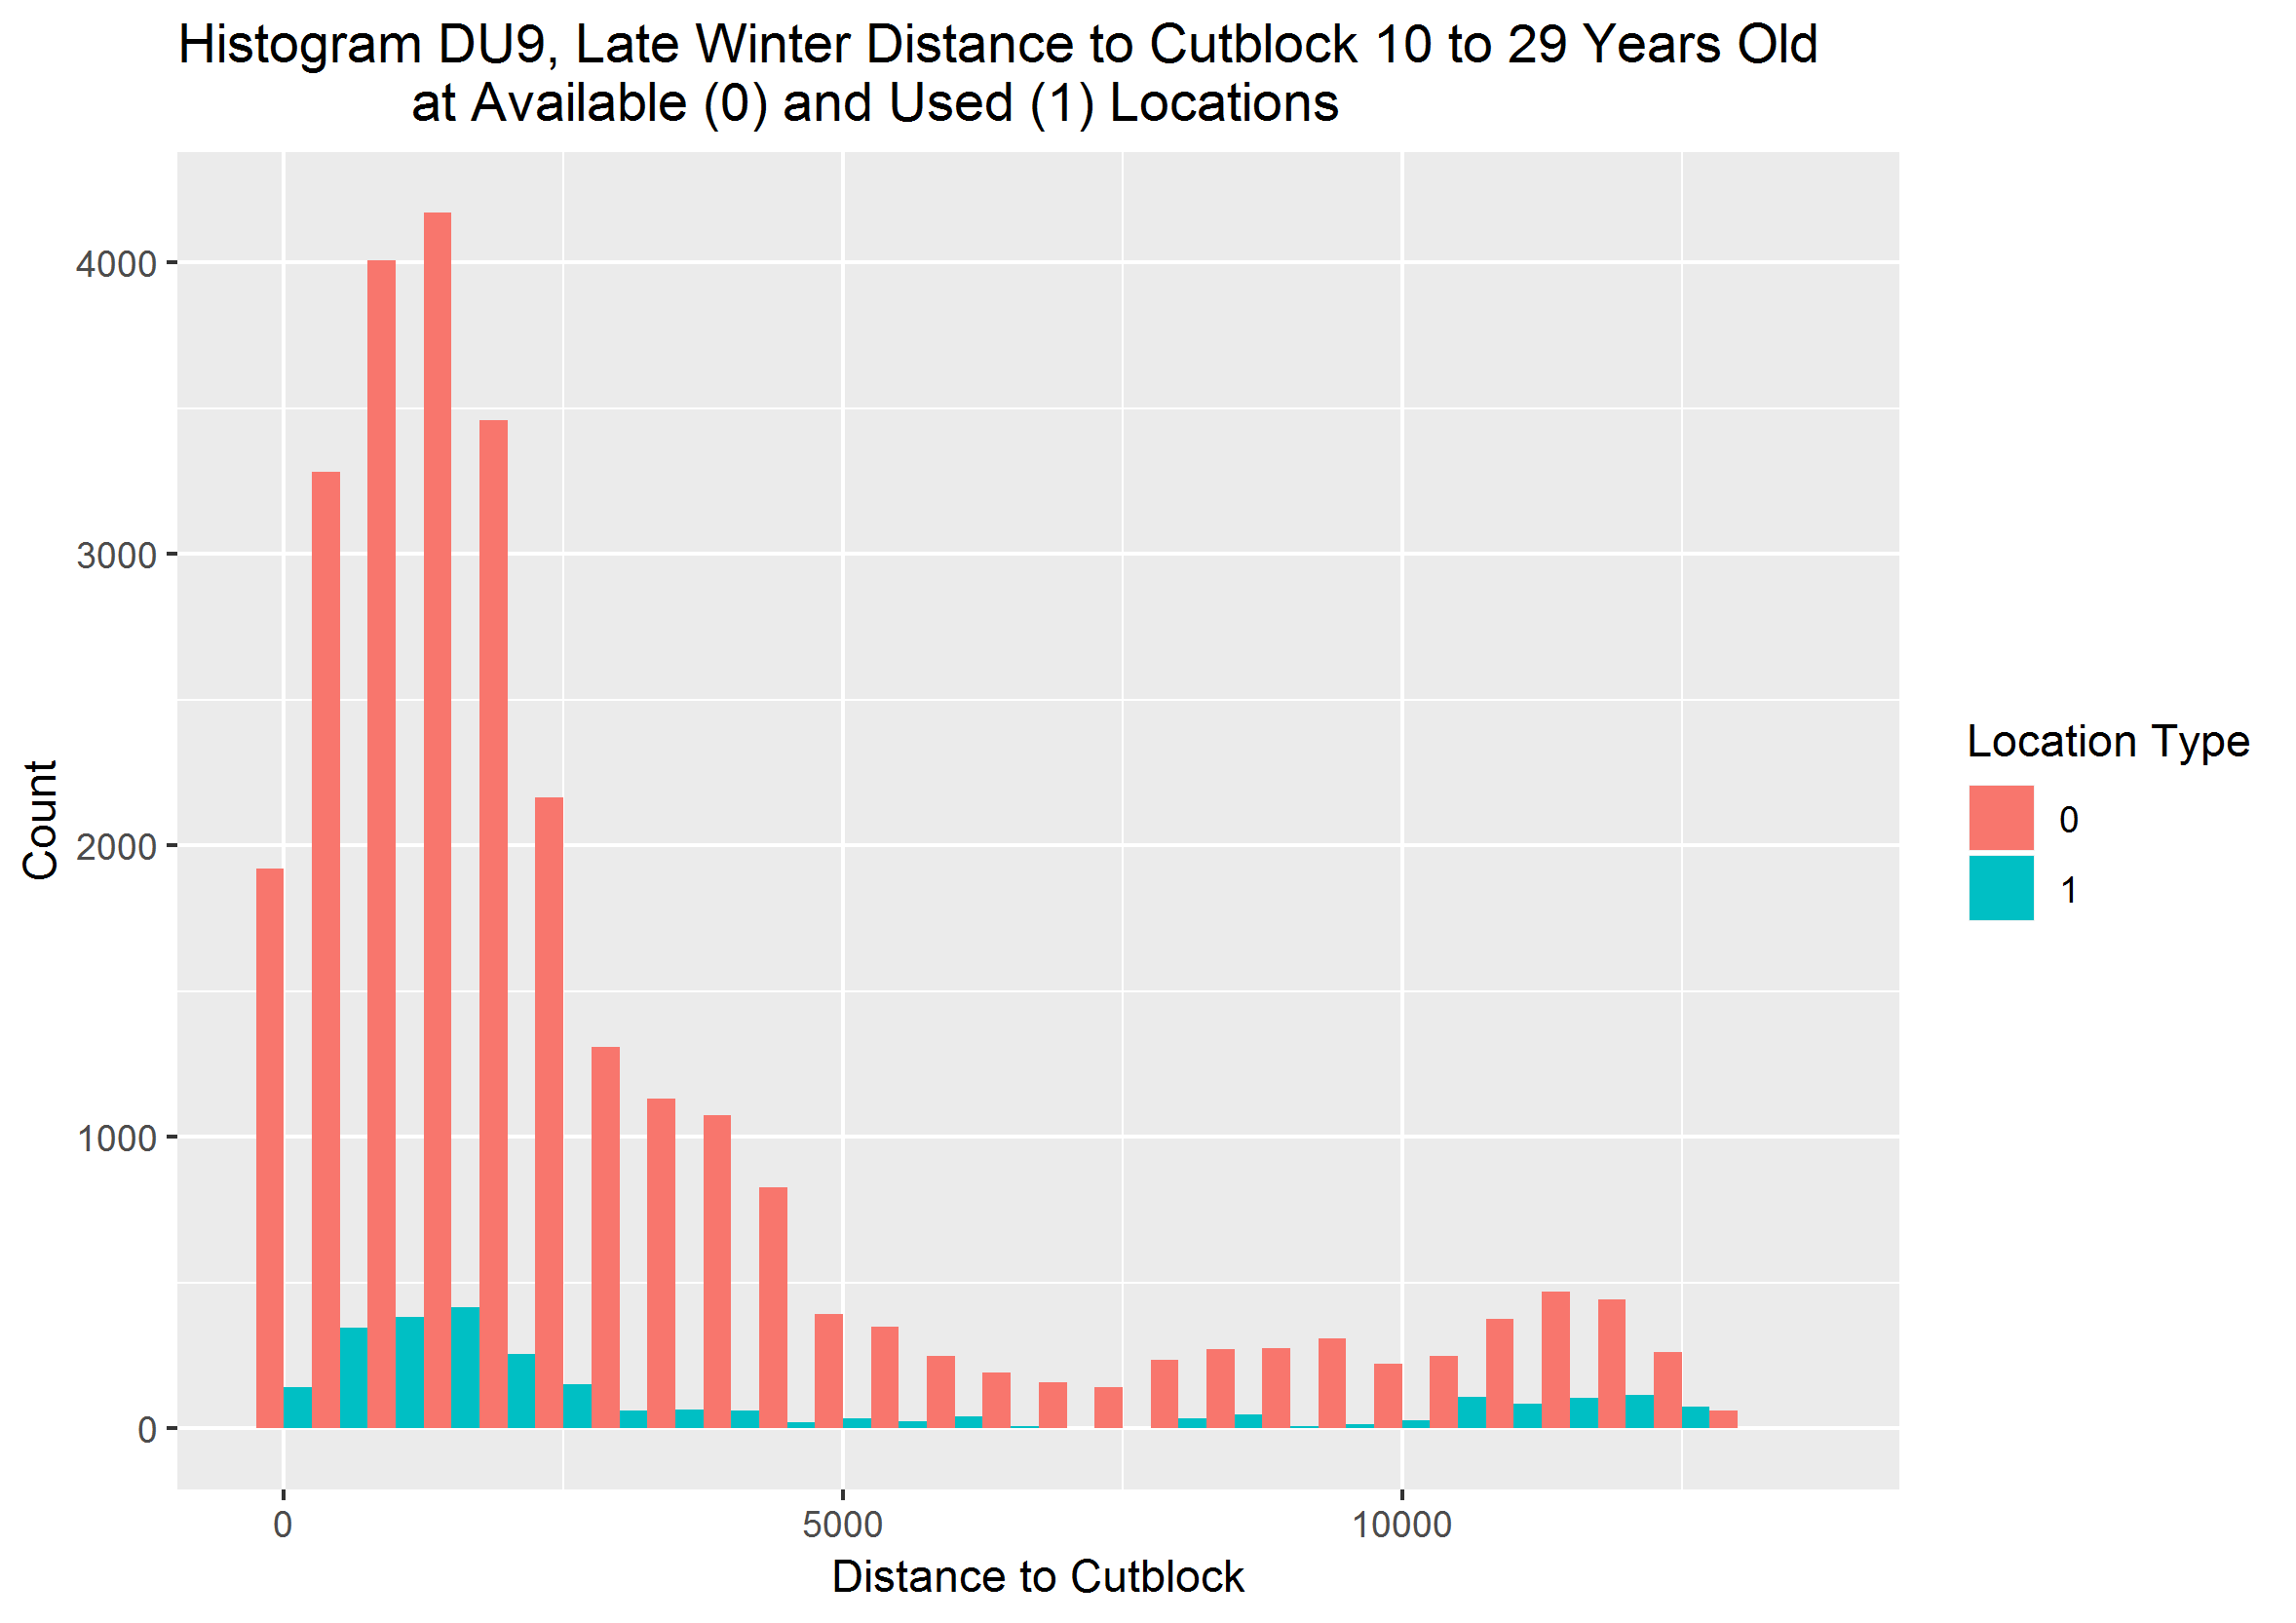 Histogram DU9, Late Winter Distance to Cutblock 10 to 29 Years Old
at Available (0) and Used (1) Locations
4000
3000
2000
1000
0
Count
0
5000
10000
Distance to Cutblock
Location Type
0
1